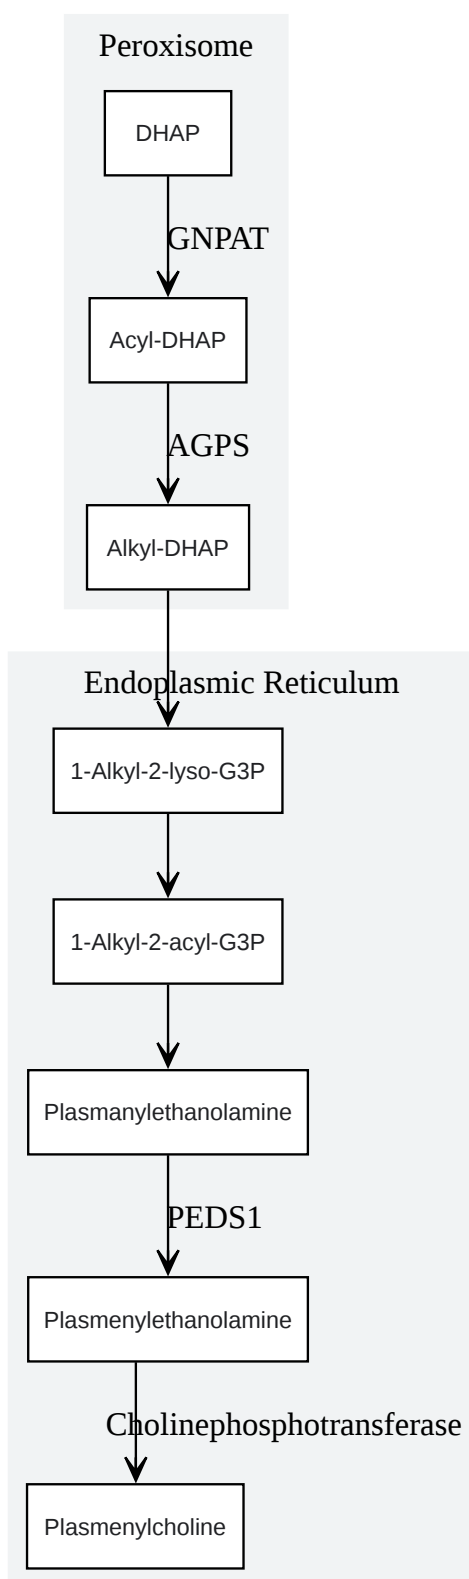 Peroxisome
DHAP
GNPAT
Acyl-DHAP
AGPS
Alkyl-DHAP
Endoplasmic Reticulum
1-Alkyl-2-lyso-G3P
1-Alkyl-2-acyl-G3P
Plasmanylethanolamine
PEDS1
Plasmenylethanolamine
Cholinephosphotransferase
Plasmenylcholine